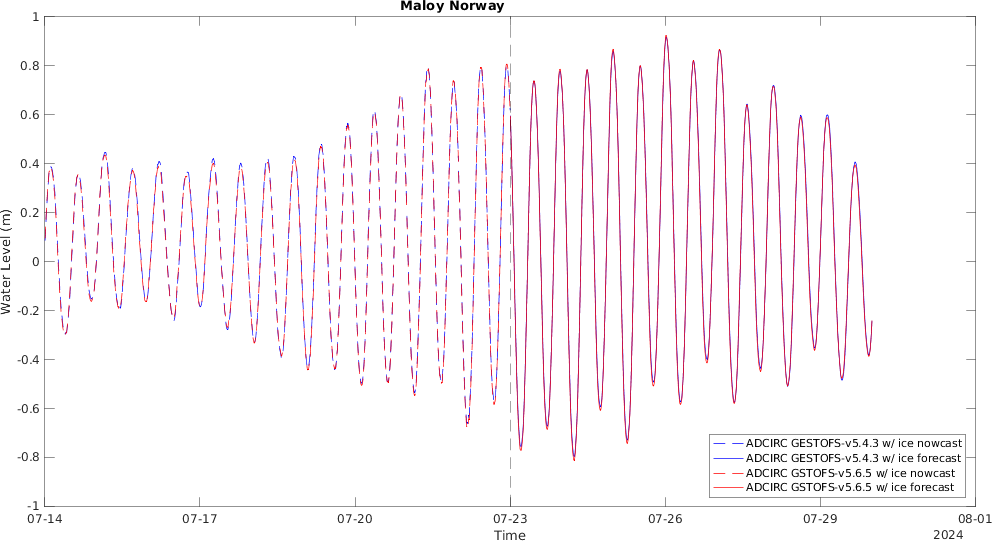 Maloy Norway
Water Level (m)
1
0.8
0.6
0.4
0.2
0
-0.2
-0.4
-0.6
-0.8
-1
ADCIRC GESTOFS-v5.4.3 w/ ice nowcast
ADCIRC GESTOFS-v5.4.3 w/ ice forecast
ADCIRC GSTOFS-v5.6.5 w/ ice nowcast
ADCIRC GSTOFS-v5.6.5 w/ ice forecast
07-14 07-17 07-20 07-23 07-26 07-29 08-01
Time
2024